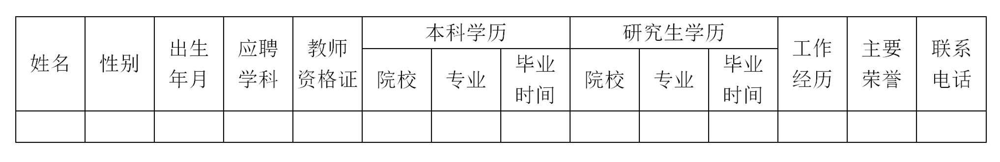 姓名
性别
出生
年月
应聘
学科
教师
资格证
本科学历
院校
专业
毕业
时间
研究生学历
院校
专业
毕业
时间
工作
经历
主要
荣誉
联系
电话